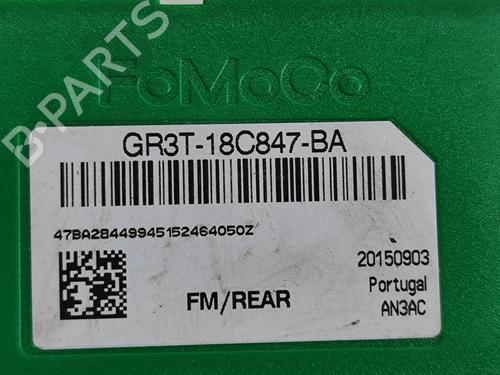 B-PARTS
FoMoCo
GR3T-18C847-BA
47BA2844994515246405OZ
20150903
Portugal
FM/REAR
AN3AC